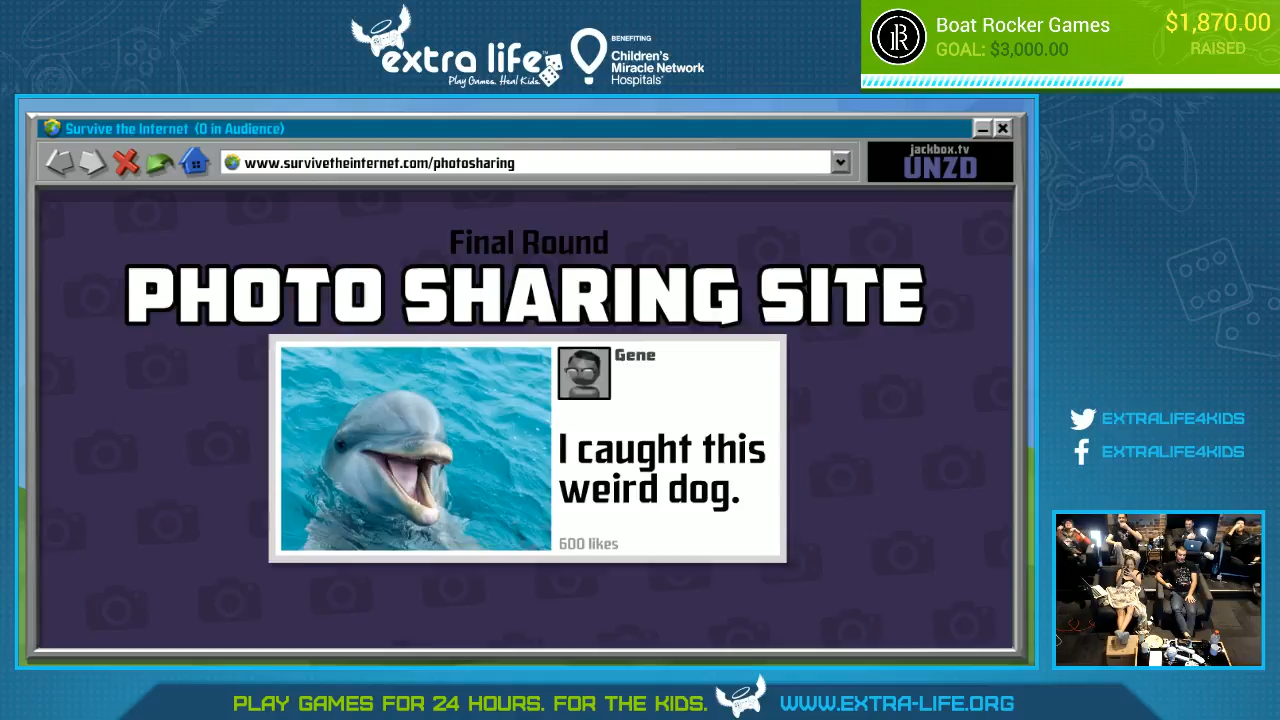 extra life™
Play Games. Heal Kids.
BENEFITING
Children's
Miracle Network
Hospitals®
R
Boat Rocker Games
GOAL: $3,000.00
$1,870.00
RAISED
Survive the Internet (0 in Audience)
www.survivetheinternet.com/photosharing
jackbox.tv
UNZD
Final Round
PHOTO SHARING SITE
Gene
I caught this
weird dog.
600 likes
EXTRALIFE4KIDS
EXTRALIFE4KIDS
PLAY GAMES FOR 24 HOURS. FOR THE KIDS.
WWW.EXTRA-LIFE.ORG